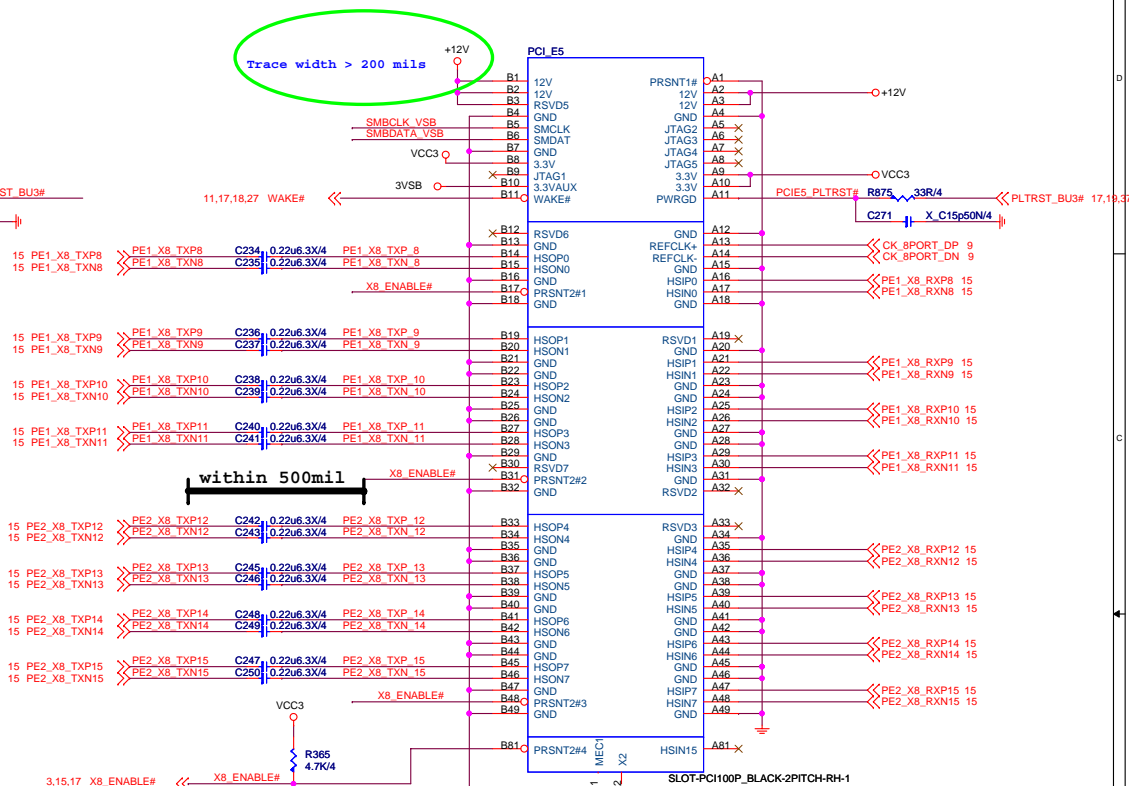 +12V
Trace width > 200 mils
PCI_E5
D
B1 12V PRSNT1# A1
B2 12V 12V A2 +12V
B3 RSVD5 12V A3
B4 GND GND A4
SMBCLK_VSB B5 SMCLK JTAG2 A5
SMBDATA_VSB B6 SMDAT JTAG3 A6
B7 GND JTAG4 A7
VCC3 B8 3.3V JTAG5 A8
B9 JTAG1 3.3V A9 VCC3
3VSB B10 3.3VAUX 3.3V A10
ST_BU3# 11,17,18,27 WAKE# B11 WAKE# PWRGD A11 PCIE5_PLTRST# R875 33R/4 PLTRST_BU3# 17,19,37
C271 X_C15p50N/4
B12 RSVD6 GND A12
B13 GND REFCLK+ A13 CK_8PORT_DP 9
15 PE1_X8_TXP8 PE1_X8_TXP8 C234 0.22u6.3X/4 PE1_X8_TXP_8 B14 HSOP0 REFCLK- A14 CK_8PORT_DN 9
15 PE1_X8_TXN8 PE1_X8_TXN8 C235 0.22u6.3X/4 PE1_X8_TXN_8 B15 HSON0 GND A15
B16 GND HSIP0 A16 PE1_X8_RXP8 15
X8_ENABLE# B17 PRSNT2#1 HSIN0 A17 PE1_X8_RXN8 15
B18 GND GND A18
15 PE1_X8_TXP9 PE1_X8_TXP9 C236 0.22u6.3X/4 PE1_X8_TXP_9 B19 HSOP1 RSVD1 A19
15 PE1_X8_TXN9 PE1_X8_TXN9 C237 0.22u6.3X/4 PE1_X8_TXN_9 B20 HSON1 GND A20
B21 GND HSIP1 A21 PE1_X8_RXP9 15
B22 GND HSIN1 A22 PE1_X8_RXN9 15
15 PE1_X8_TXP10 PE1_X8_TXP10 C238 0.22u6.3X/4 PE1_X8_TXP_10 B23 HSOP2 GND A23
15 PE1_X8_TXN10 PE1_X8_TXN10 C239 0.22u6.3X/4 PE1_X8_TXN_10 B24 HSON2 GND A24
B25 GND HSIP2 A25 PE1_X8_RXP10 15
B26 GND HSIN2 A26 PE1_X8_RXN10 15
15 PE1_X8_TXP11 PE1_X8_TXP11 C240 0.22u6.3X/4 PE1_X8_TXP_11 B27 HSOP3 GND A27
15 PE1_X8_TXN11 PE1_X8_TXN11 C241 0.22u6.3X/4 PE1_X8_TXN_11 B28 HSON3 GND A28
C
B29 GND HSIP3 A29 PE1_X8_RXP11 15
B30 RSVD7 HSIN3 A30 PE1_X8_RXN11 15
within 500mil X8_ENABLE# B31 PRSNT2#2 GND A31
B32 GND RSVD2 A32
15 PE2_X8_TXP12 PE2_X8_TXP12 C242 0.22u6.3X/4 PE2_X8_TXP_12 B33 HSOP4 RSVD3 A33
15 PE2_X8_TXN12 PE2_X8_TXN12 C243 0.22u6.3X/4 PE2_X8_TXN_12 B34 HSON4 GND A34
B35 GND HSIP4 A35 PE2_X8_RXP12 15
B36 GND HSIN4 A36 PE2_X8_RXN12 15
15 PE2_X8_TXP13 PE2_X8_TXP13 C245 0.22u6.3X/4 PE2_X8_TXP_13 B37 HSOP5 GND A37
15 PE2_X8_TXN13 PE2_X8_TXN13 C246 0.22u6.3X/4 PE2_X8_TXN_13 B38 HSON5 GND A38
B39 GND HSIP5 A39 PE2_X8_RXP13 15
B40 GND HSIN5 A40 PE2_X8_RXN13 15
15 PE2_X8_TXP14 PE2_X8_TXP14 C248 0.22u6.3X/4 PE2_X8_TXP_14 B41 HSOP6 GND A41
15 PE2_X8_TXN14 PE2_X8_TXN14 C249 0.22u6.3X/4 PE2_X8_TXN_14 B42 HSON6 GND A42
B43 GND HSIP6 A43 PE2_X8_RXP14 15
B44 GND HSIN6 A44 PE2_X8_RXN14 15
15 PE2_X8_TXP15 PE2_X8_TXP15 C247 0.22u6.3X/4 PE2_X8_TXP_15 B45 HSOP7 GND A45
15 PE2_X8_TXN15 PE2_X8_TXN15 C250 0.22u6.3X/4 PE2_X8_TXN_15 B46 HSON7 GND A46
B47 GND HSIP7 A47 PE2_X8_RXP15 15
X8_ENABLE# B48 PRSNT2#3 HSIN7 A48 PE2_X8_RXN15 15
VCC3 B49 GND GND A49
B81 PRSNT2#4 MEC1 X2 HSIN15 A81
R365
4.7K/4
3,15,17 X8_ENABLE# X8_ENABLE# 1 2 SLOT-PCI100P_BLACK-2PITCH-RH-1